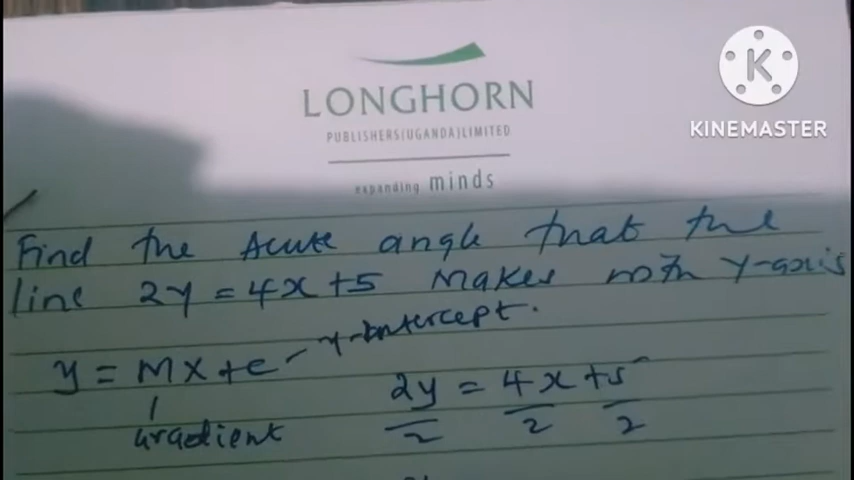 LONGHORN
PUBLISHERS(UGANDA)LIMITED
expanding minds
K
KINEMASTER
Find the Acute angle that the
line 2y = 4x + 5 Makes with Y-axis
y = Mx + c - y-intercept.
gradient
2y = 4x + 5
2 2 2